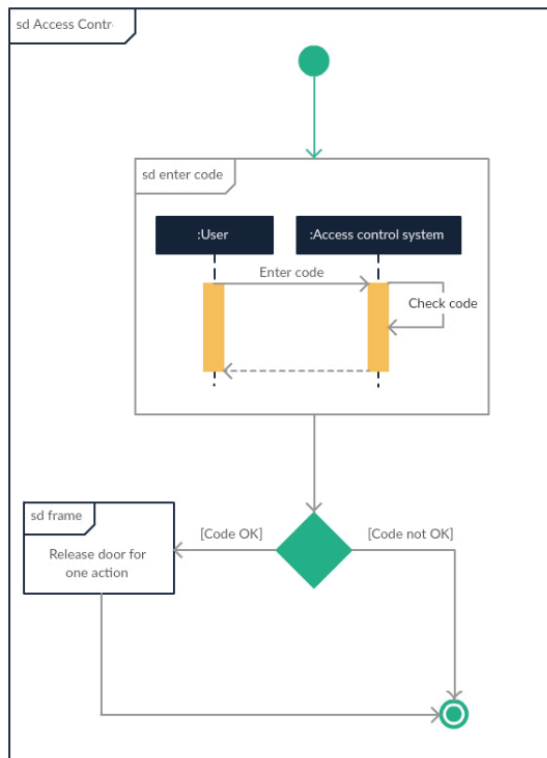 sd Access Contr
sd enter code
:User
:Access control system
Enter code
Check code
sd frame
[Code OK]
[Code not OK]
Release door for
one action